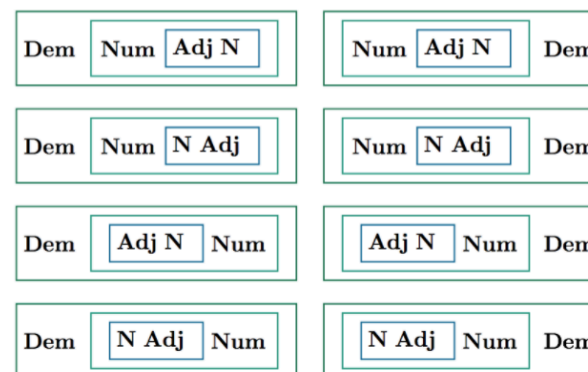 Dem Num Adj N Num Adj N Dem
Dem Num N Adj Num N Adj Dem
Dem Adj N Num Adj N Num Dem
Dem N Adj Num N Adj Num Dem